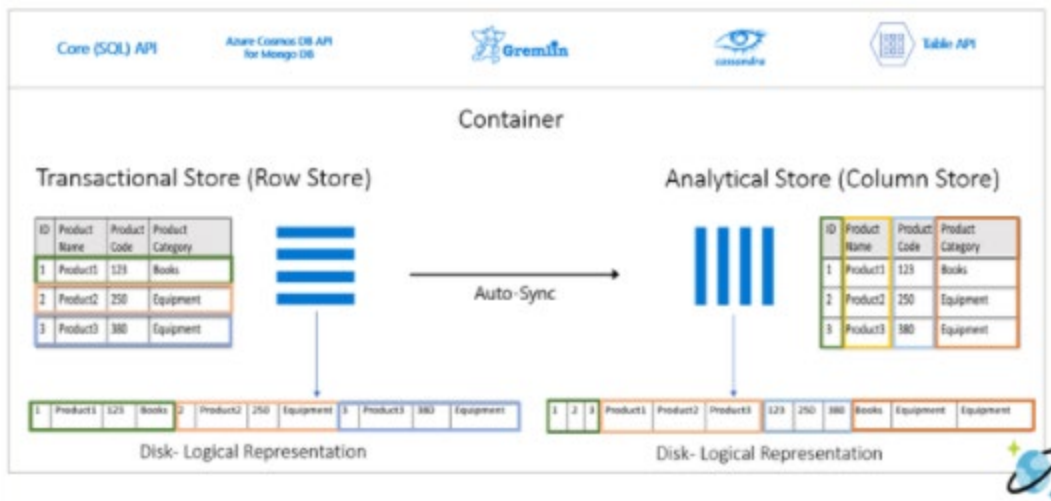 Core (SQL) API
Azure Cosmos DB API
for Mongo DB
Gremlin
cassandra
Table API
Container
Transactional Store (Row Store)
Analytical Store (Column Store)
ID Product Name Product Code Product Category
1 Product1 123 Books
2 Product2 250 Equipment
3 Product3 380 Equipment
Auto-Sync
ID Product Name Product Code Product Category
1 Product1 123 Books
2 Product2 250 Equipment
3 Product3 380 Equipment
1 Product1 123 Books 2 Product2 250 Equipment 3 Product3 380 Equipment
Disk- Logical Representation
1 2 3 Product1 Product2 Product3 123 250 380 Books Equipment Equipment
Disk- Logical Representation